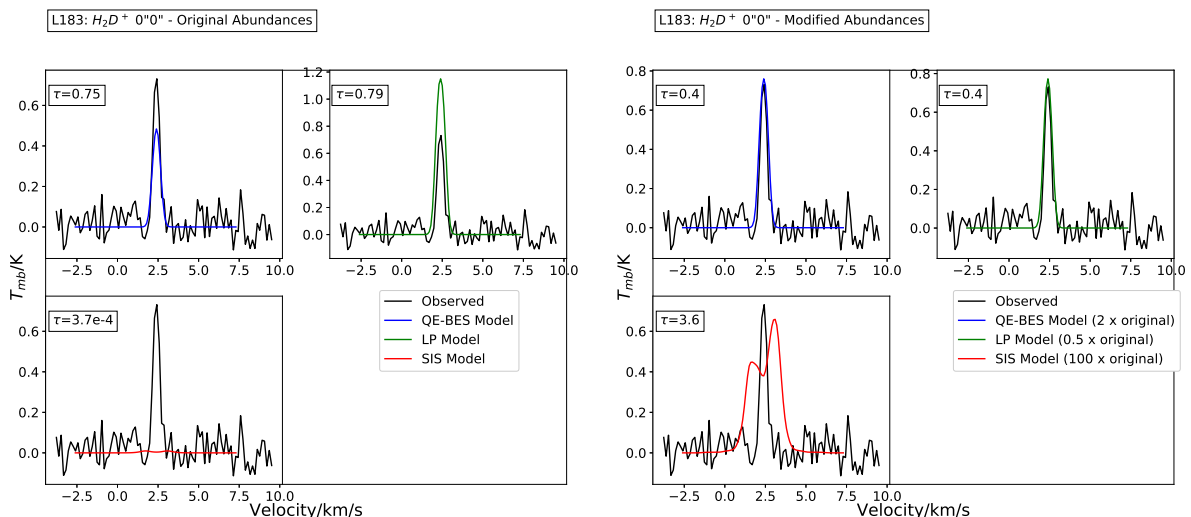 L183: H₂D⁺ 0"0" - Original Abundances
τ=0.75
0.6
0.4
0.2
0.0
−2.5 0.0 2.5 5.0 7.5 10.0
τ=0.79
1.2
1.0
0.8
0.6
0.4
0.2
0.0
−2.5 0.0 2.5 5.0 7.5 10.0
T_mb/K
τ=3.7e-4
0.6
0.4
0.2
0.0
−2.5 0.0 2.5 5.0 7.5 10.0
Velocity/km/s
Observed
QE-BES Model
LP Model
SIS Model
L183: H₂D⁺ 0"0" - Modified Abundances
τ=0.4
0.8
0.6
0.4
0.2
0.0
−2.5 0.0 2.5 5.0 7.5 10.0
τ=0.4
0.8
0.6
0.4
0.2
0.0
−2.5 0.0 2.5 5.0 7.5 10.0
T_mb/K
τ=3.6
0.6
0.4
0.2
0.0
−2.5 0.0 2.5 5.0 7.5 10.0
Velocity/km/s
Observed
QE-BES Model (2 x original)
LP Model (0.5 x original)
SIS Model (100 x original)